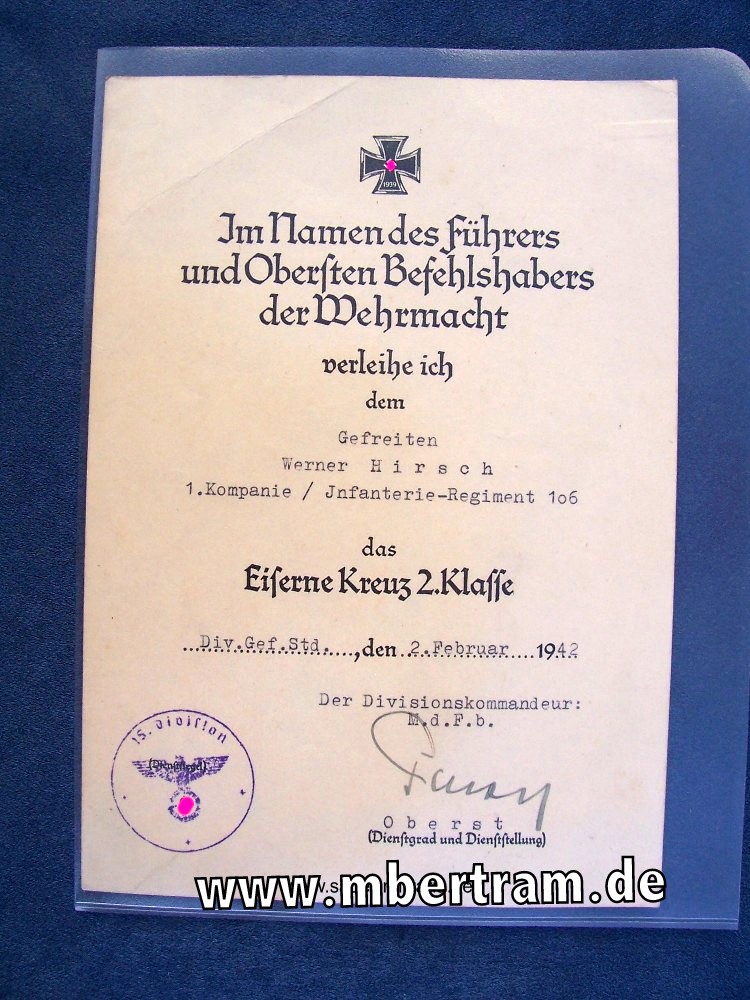 1939
Im Namen des Führers
und Obersten Befehlshabers
der Wehrmacht
verleihe ich
dem
Gefreiten
Werner H i r s c h
1.Kompanie / Jnfanterie-Regiment 1o6
das
Eiserne Kreuz 2.Klasse
Div.Gef.Std. , den 2.Februar 1942
Der Divisionskommandeur:
M.d.F.b.
15. Division
(Dienstsiegel)
O b e r s t
(Dienstgrad und Dienststellung)
www.mbertram.de